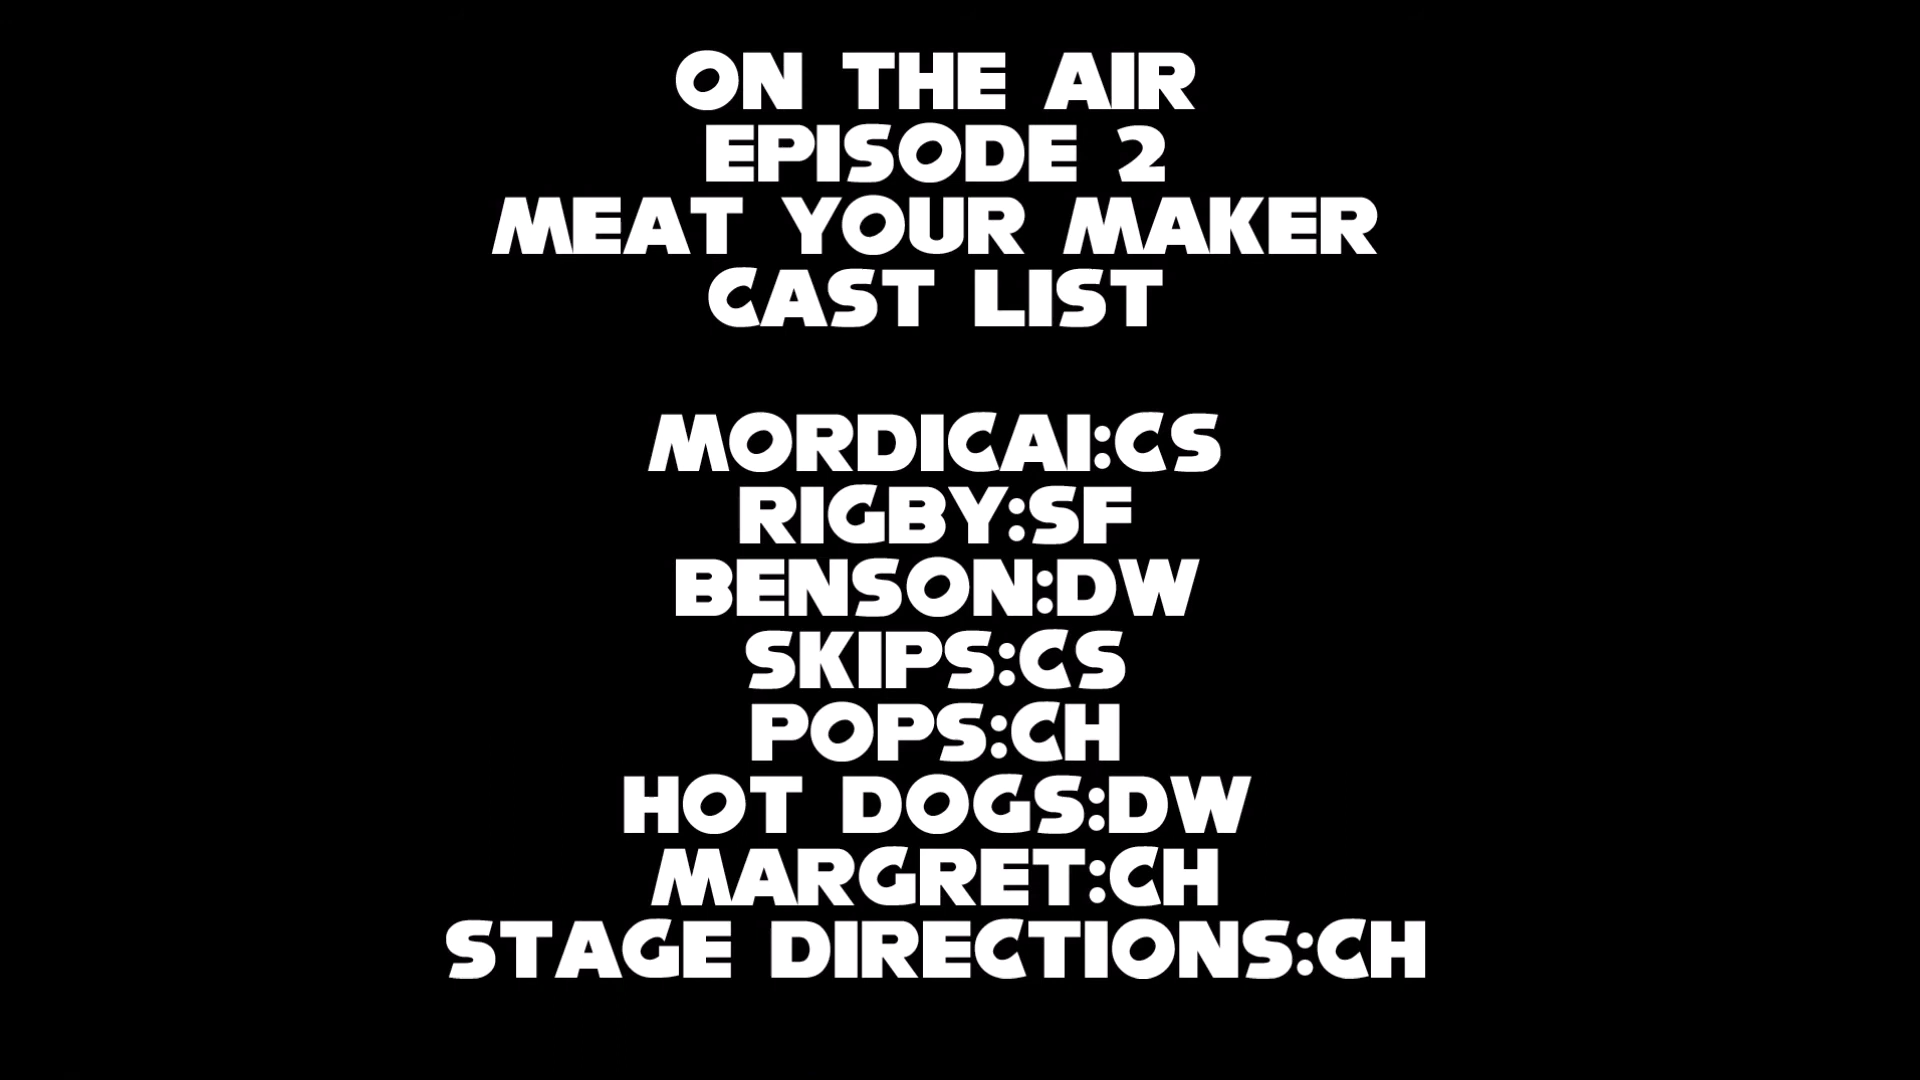 ON THE AIR
EPISODE 2
MEAT YOUR MAKER
CAST LIST
MORDICAI:CS
RIGBY:SF
BENSON:DW
SKIPS:CS
POPS:CH
HOT DOGS:DW
MARGRET:CH
STAGE DIRECTIONS:CH